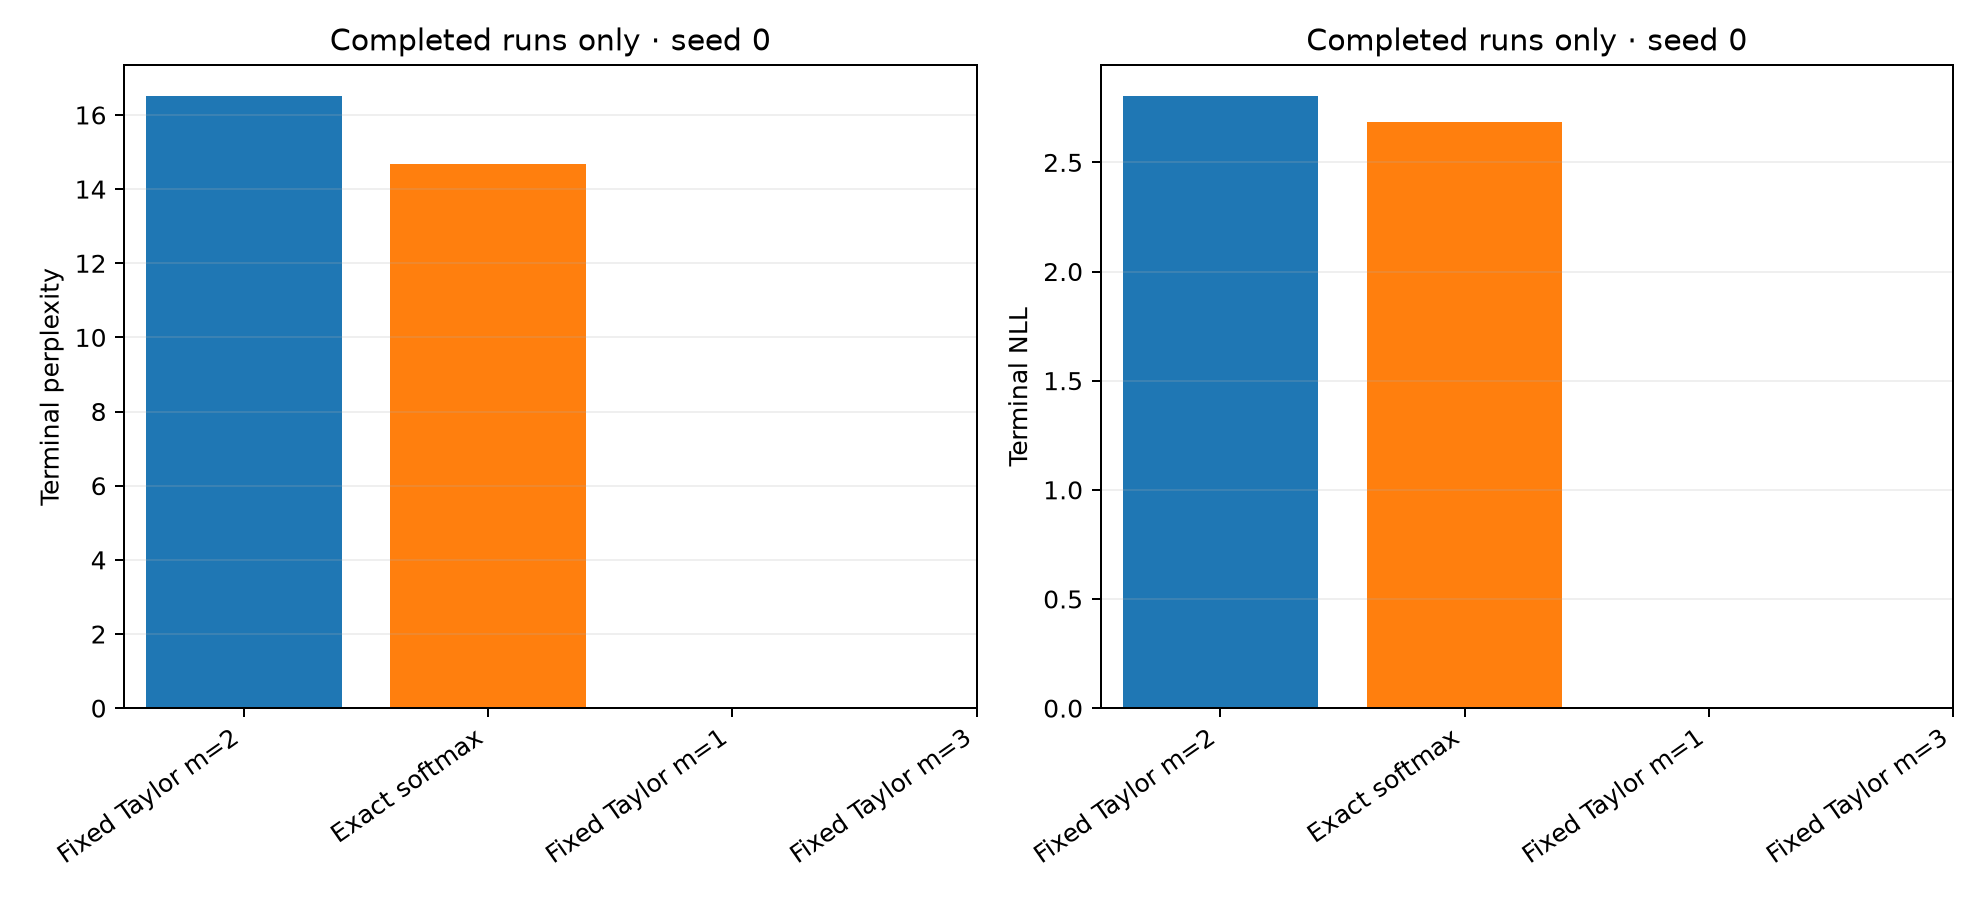 Completed runs only · seed 0
Terminal perplexity
16
14
12
10
8
6
4
2
0
Fixed Taylor m=2
Exact softmax
Fixed Taylor m=1
Fixed Taylor m=3
Completed runs only · seed 0
Terminal NLL
2.5
2.0
1.5
1.0
0.5
0.0
Fixed Taylor m=2
Exact softmax
Fixed Taylor m=1
Fixed Taylor m=3